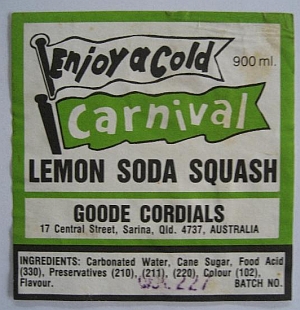 Enjoy a Cold
900 ml.
Carnival
LEMON SODA SQUASH
GOODE CORDIALS
17 Central Street, Sarina, Qld. 4737, AUSTRALIA
INGREDIENTS: Carbonated Water, Cane Sugar, Food Acid
(330), Preservatives (210), (211), (220), Colour (102),
Flavour. BATCH NO.